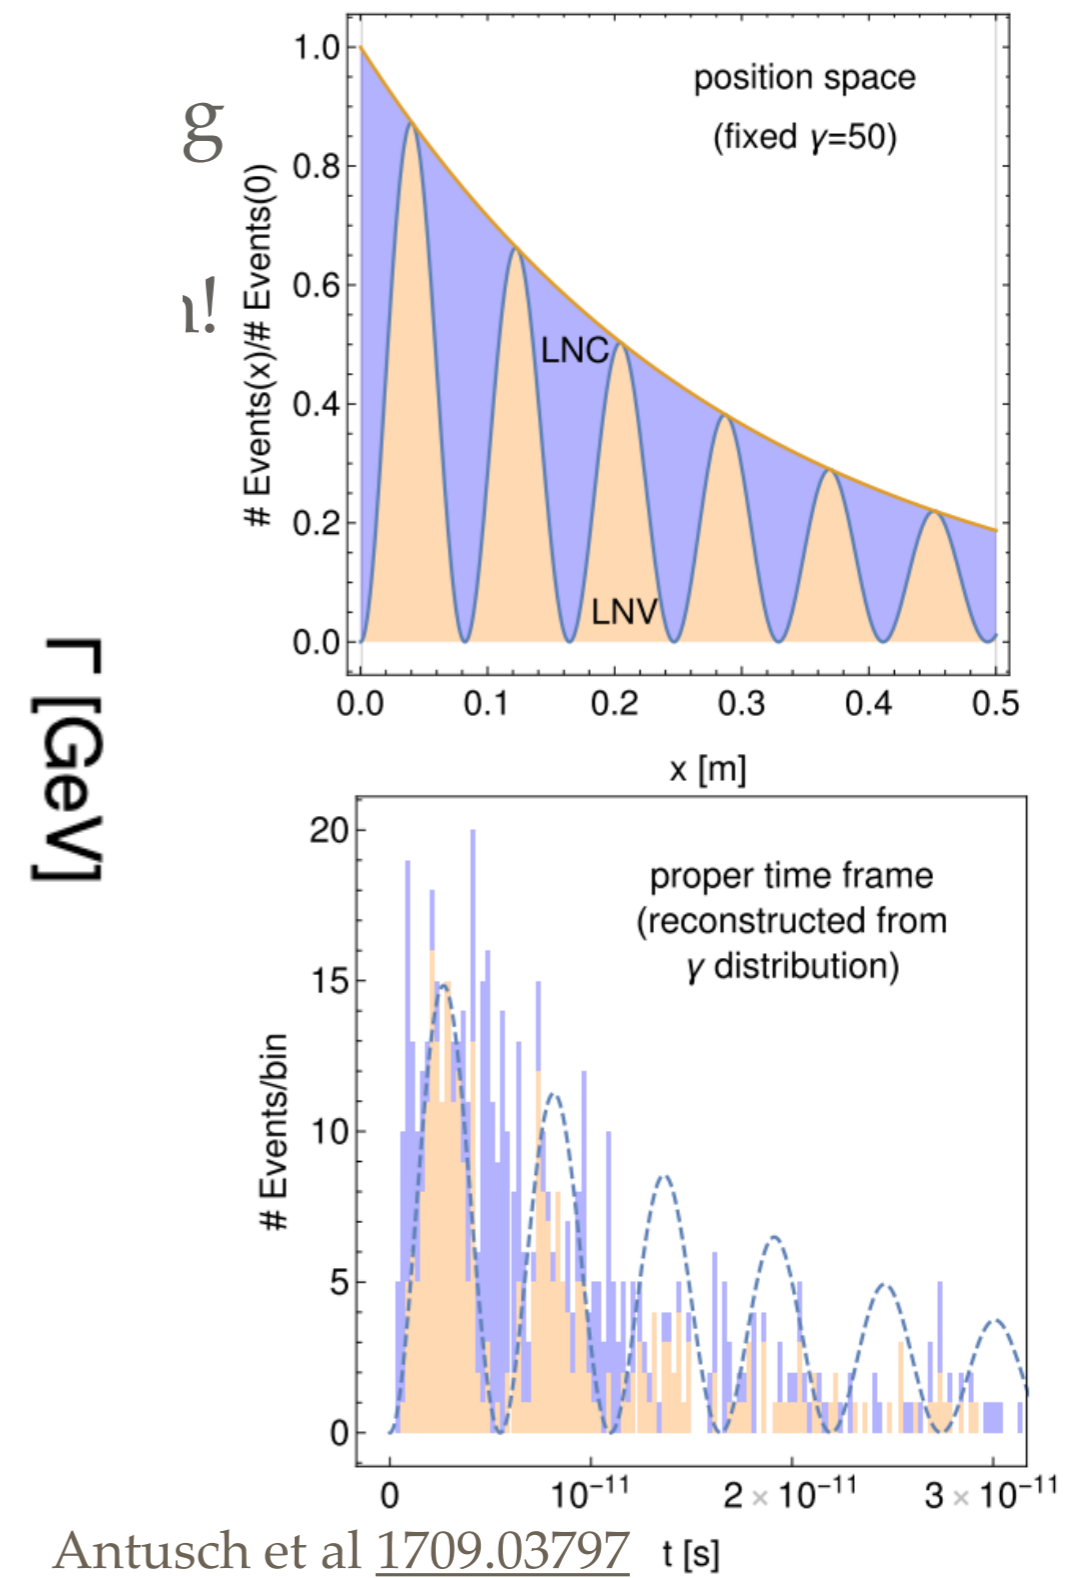 g
!
Γ [GeV]
position space
(fixed γ=50)
# Events(x)/# Events(0)
1.0
0.8
0.6
0.4
0.2
0.0
LNC
LNV
0.0 0.1 0.2 0.3 0.4 0.5
x [m]
proper time frame
(reconstructed from
γ distribution)
# Events/bin
20
15
10
5
0
0 10⁻¹¹ 2 × 10⁻¹¹ 3 × 10⁻¹¹
t [s]
Antusch et al 1709.03797